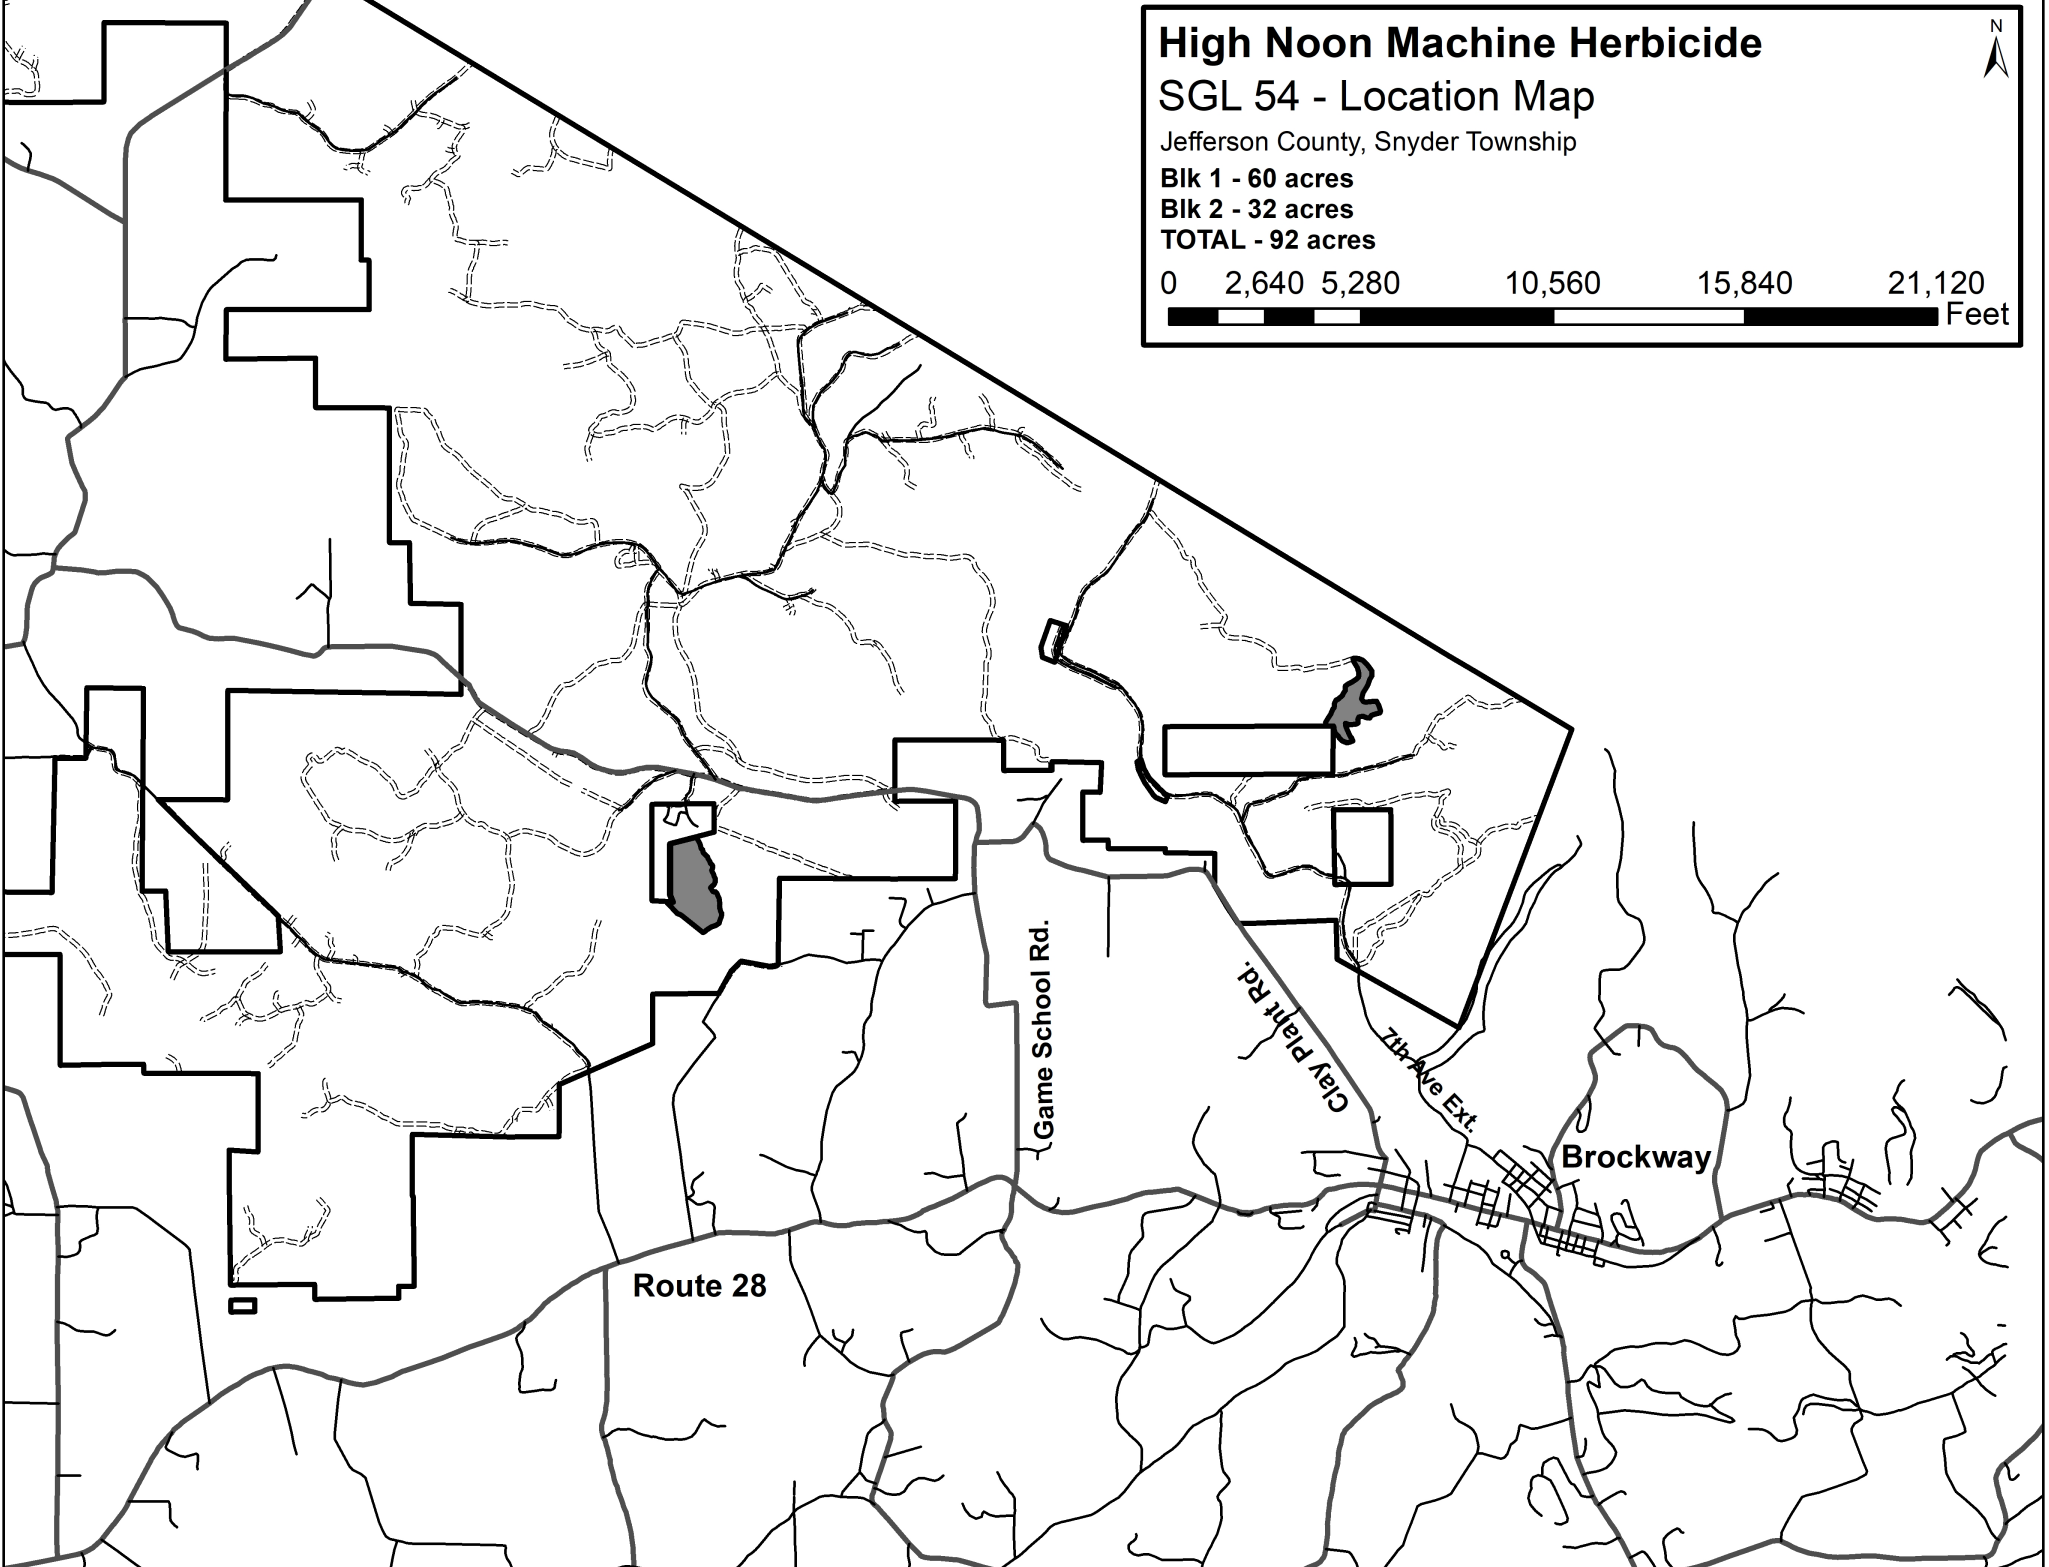 High Noon Machine Herbicide
SGL 54 - Location Map
Jefferson County, Snyder Township
Blk 1 - 60 acres
Blk 2 - 32 acres
TOTAL - 92 acres
0 2,640 5,280 10,560 15,840 21,120
Feet
N
Game School Rd.
Clay Plant Rd.
7th Ave Ext.
Brockway
Route 28